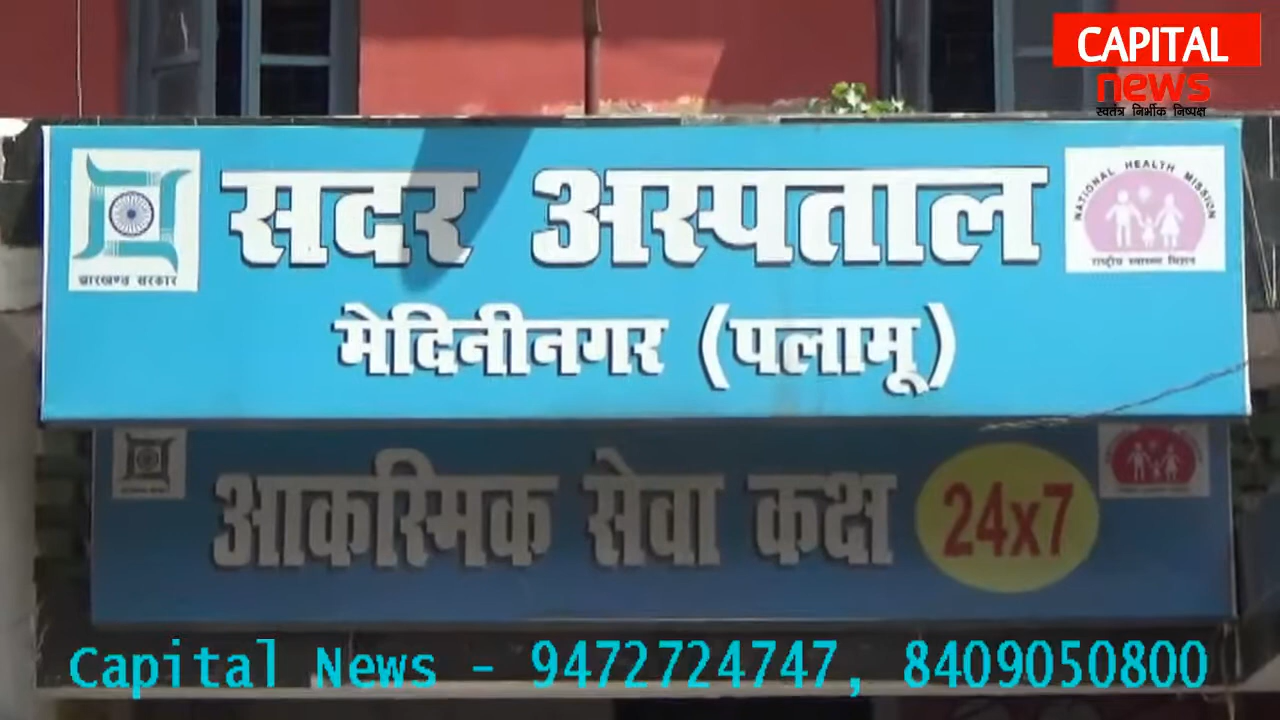 CAPITAL
news
स्वतंत्र निर्भीक निष्पक्ष
सदर अस्पताल
झारखण्ड सरकार
NATIONAL HEALTH MISSION
राष्ट्रीय स्वास्थ्य मिशन
मेदिनीनगर (पलामू)
आकस्मिक सेवा कक्ष 24x7
Capital News - 9472724747, 8409050800